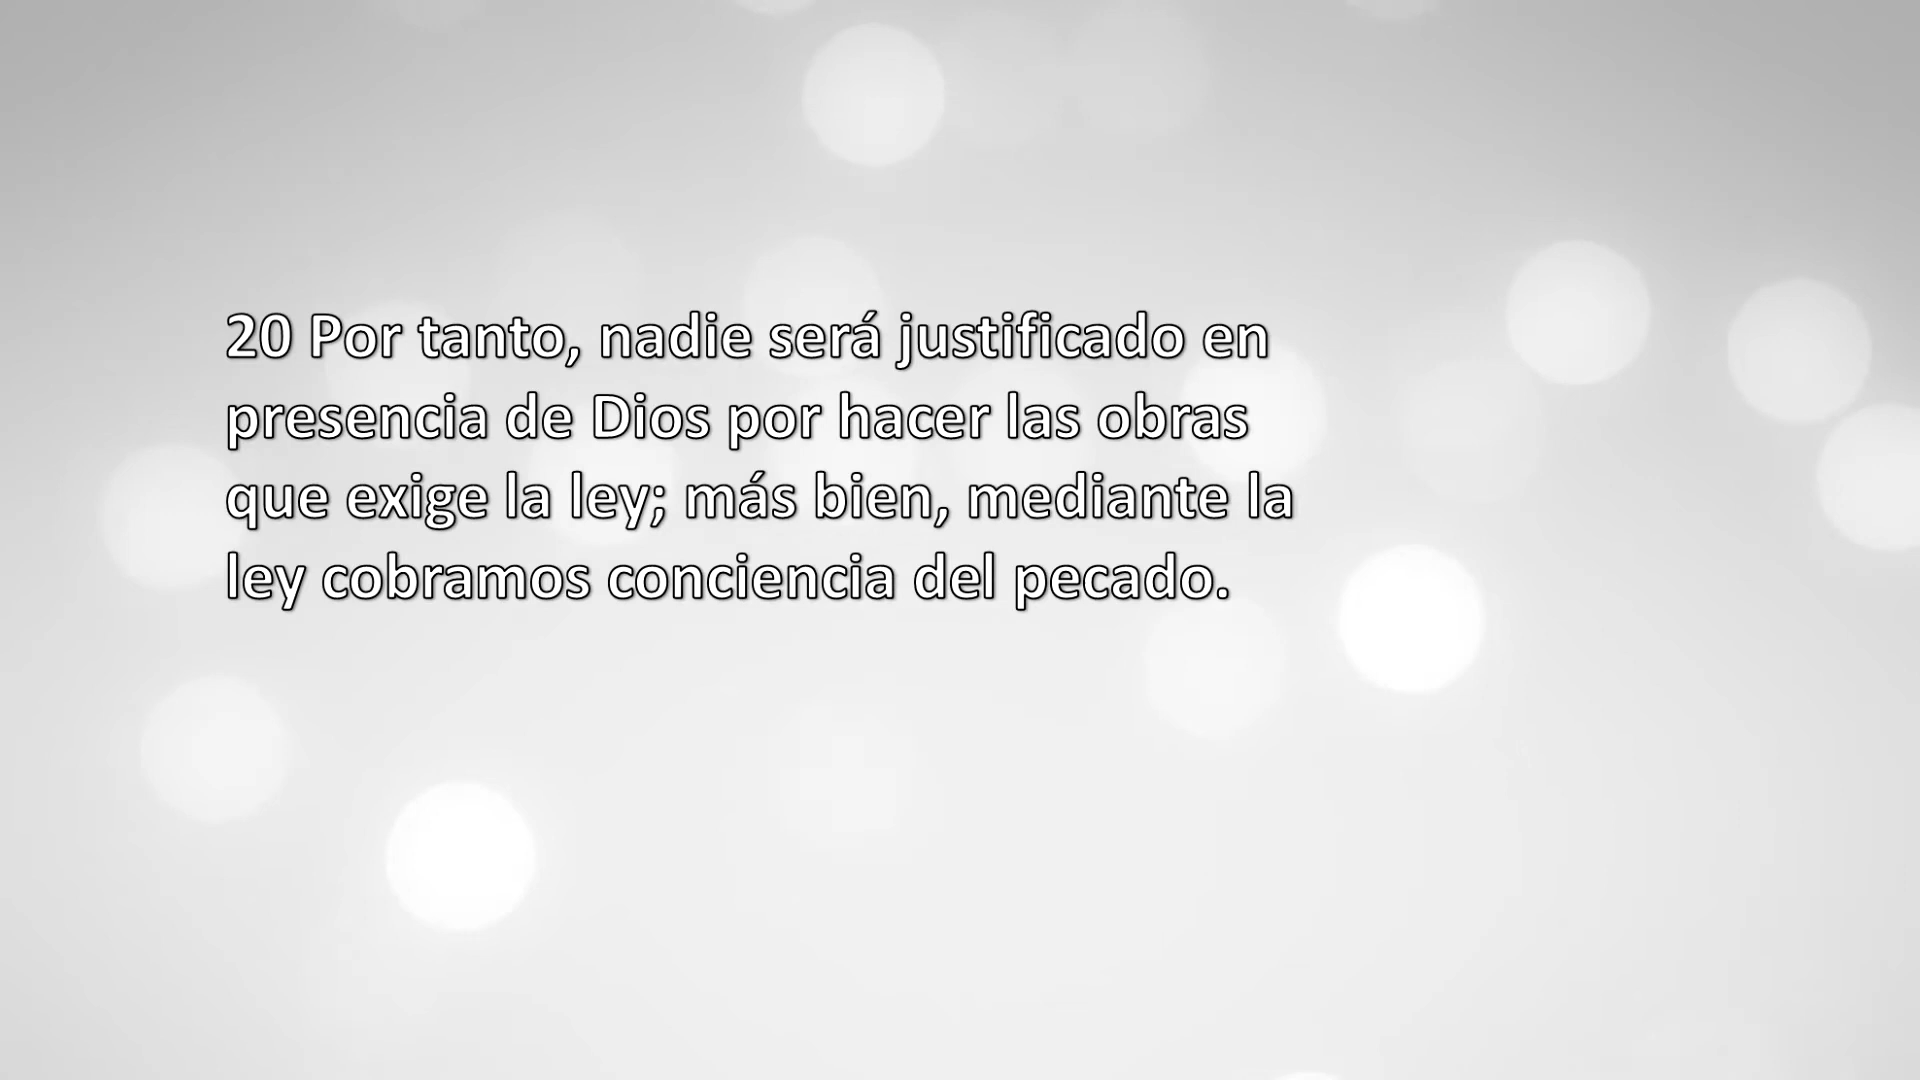 20 Por tanto, nadie será justificado en
presencia de Dios por hacer las obras
que exige la ley; más bien, mediante la
ley cobramos conciencia del pecado.